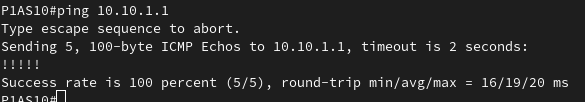 P1AS10#ping 10.10.1.1
Type escape sequence to abort.
Sending 5, 100-byte ICMP Echos to 10.10.1.1, timeout is 2 seconds:
!!!!!
Success rate is 100 percent (5/5), round-trip min/avg/max = 16/19/20 ms
P1AS10#